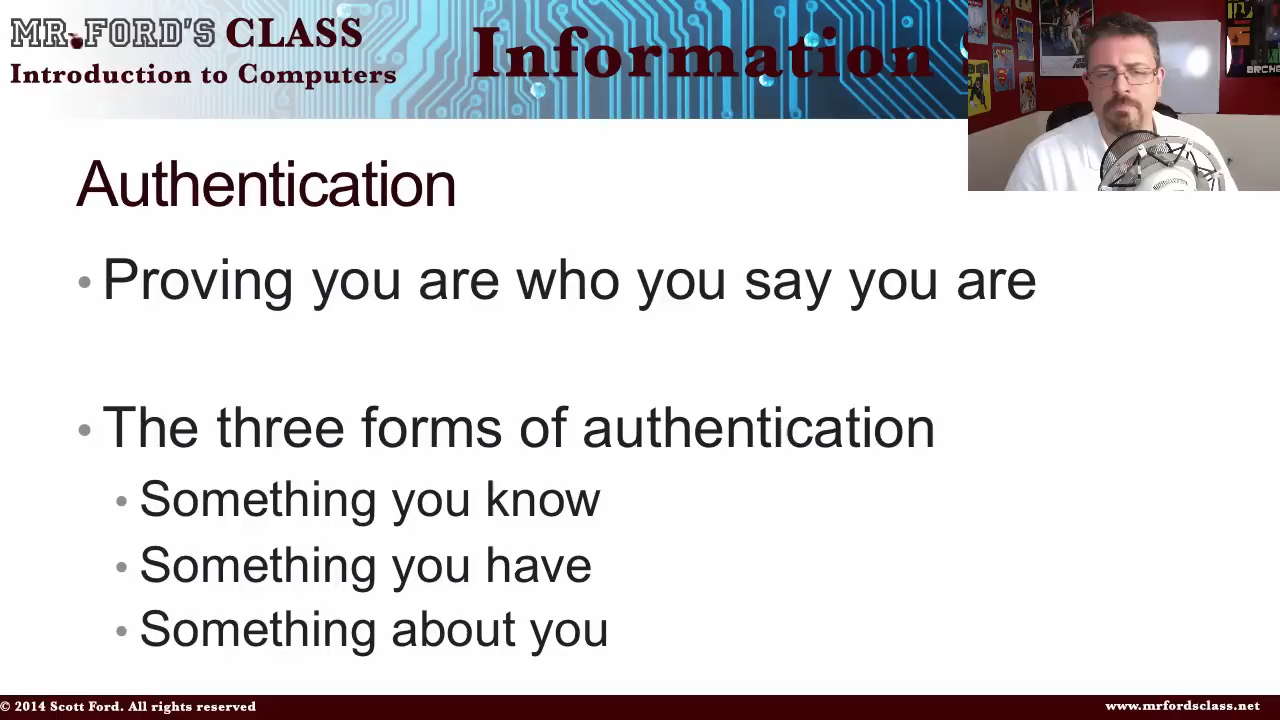 MR. FORD'S CLASS
Introduction to Computers
Information
Authentication
• Proving you are who you say you are
• The three forms of authentication
• Something you know
• Something you have
• Something about you
© 2014 Scott Ford. All rights reserved
www.mrfordsclass.net